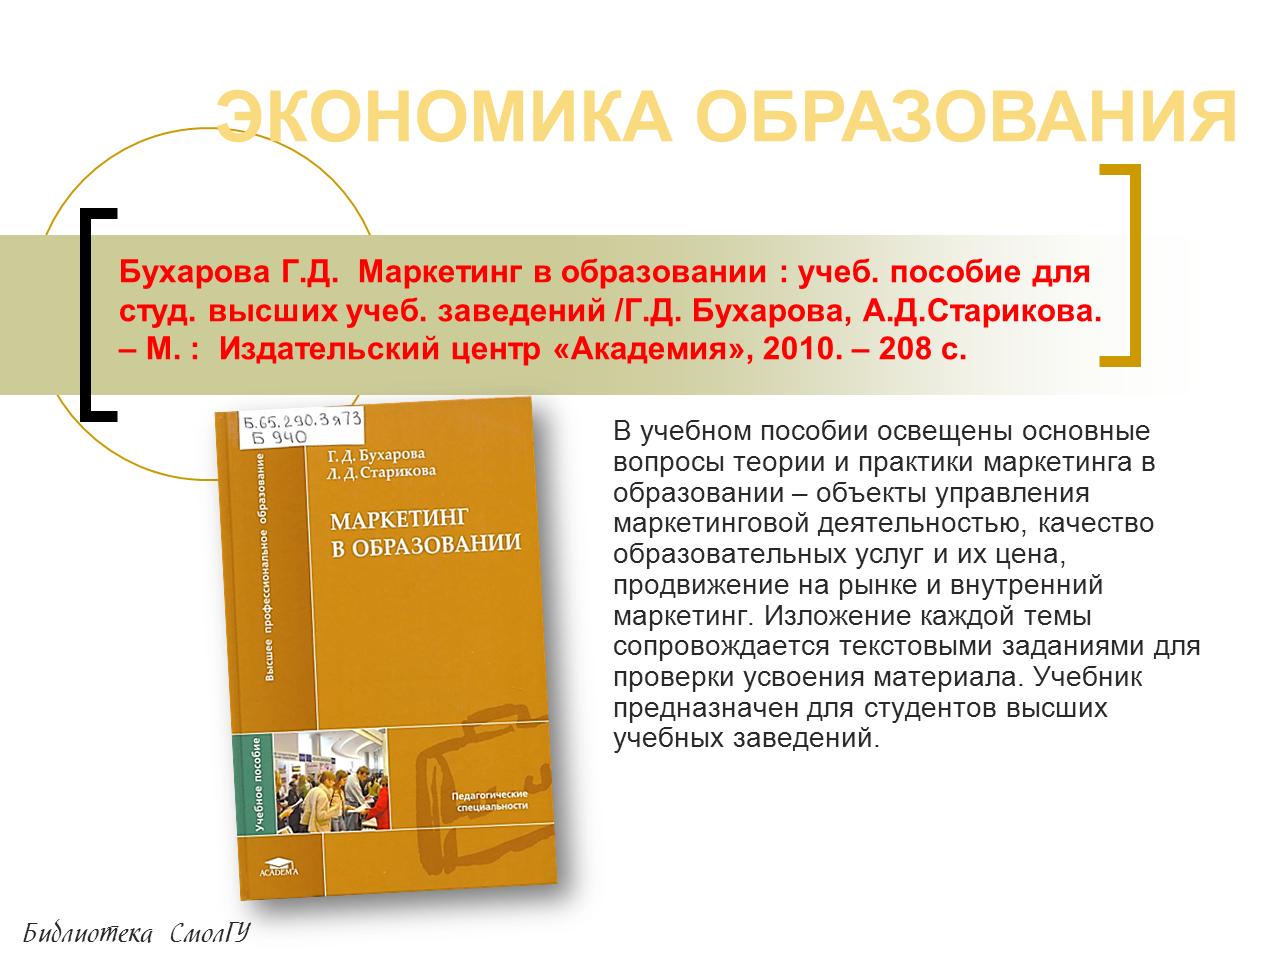 ЭКОНОМИКА ОБРАЗОВАНИЯ
Бухарова Г.Д.  Маркетинг в образовании : учеб. пособие для
студ. высших учеб. заведений /Г.Д. Бухарова, А.Д.Старикова.
– М. :  Издательский центр «Академия», 2010. – 208 с.
Б.65.290.3я73
Б 940
Г. Д. Бухарова
Л. Д. Старикова
МАРКЕТИНГ
В ОБРАЗОВАНИИ
Высшее профессиональное образование
Учебное пособие
Педагогические
специальности
ACADEMA
В учебном пособии освещены основные
вопросы теории и практики маркетинга в
образовании – объекты управления
маркетинговой деятельностью, качество
образовательных услуг и их цена,
продвижение на рынке и внутренний
маркетинг. Изложение каждой темы
сопровождается текстовыми заданиями для
проверки усвоения материала. Учебник
предназначен для студентов высших
учебных заведений.
Библиотека СмолГУ